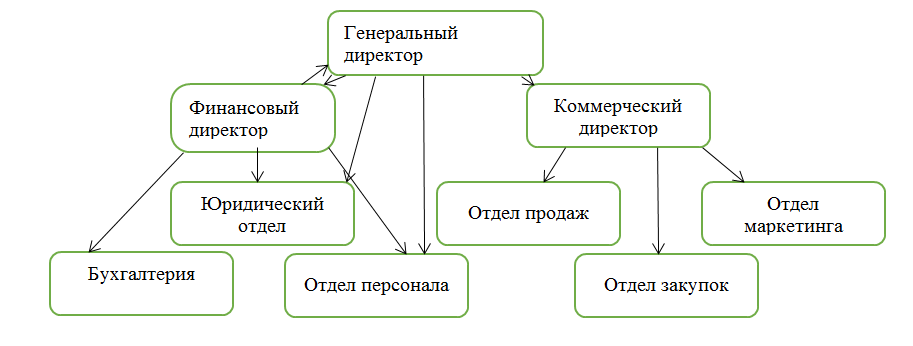 Генеральный
директор
Финансовый
директор
Коммерческий
директор
Юридический
отдел
Отдел продаж
Отдел
маркетинга
Бухгалтерия
Отдел персонала
Отдел закупок